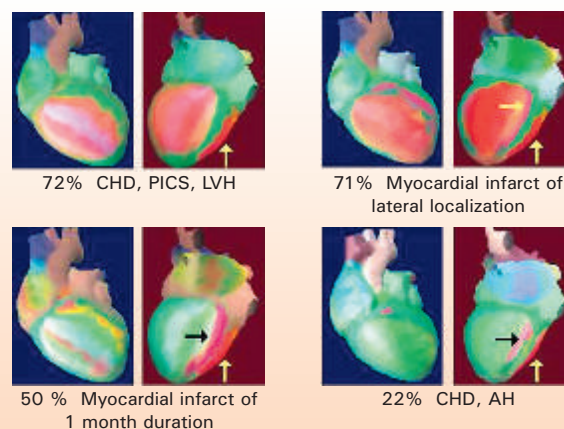 72% CHD, PICS, LVH
71% Myocardial infarct of
lateral localization
50 % Myocardial infarct of
1 month duration
22% CHD, AH